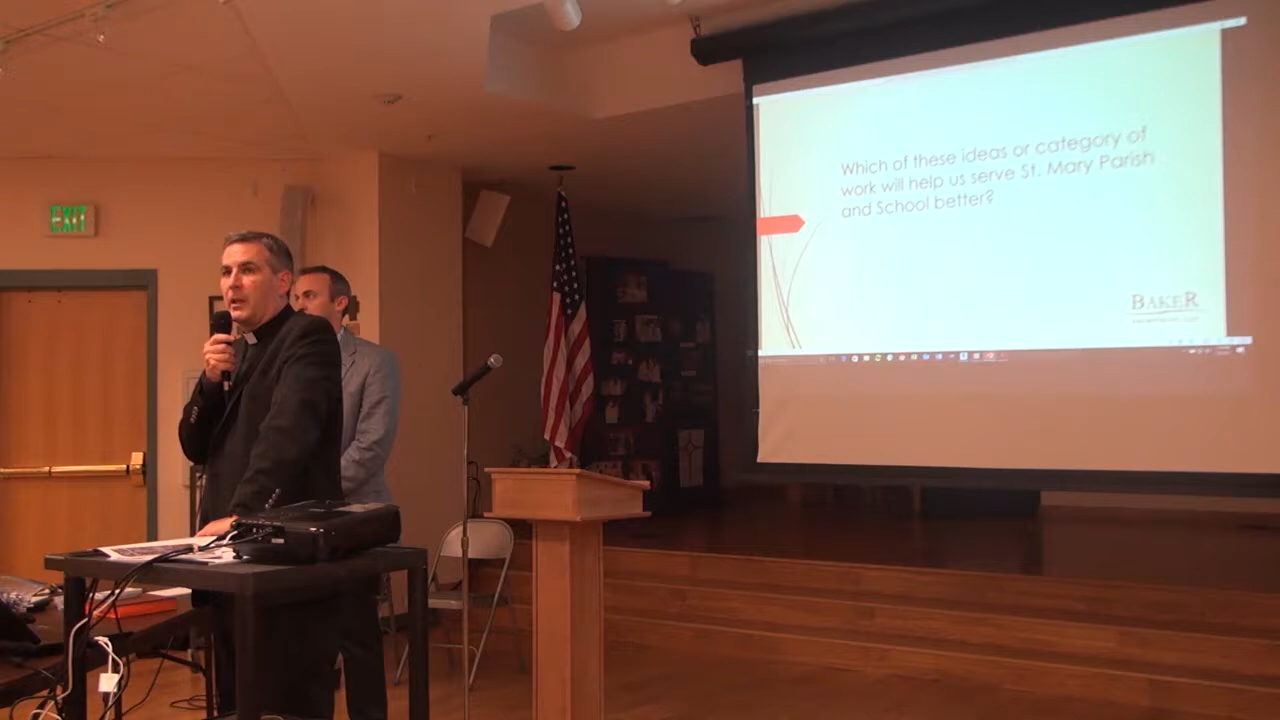 EXIT
Which of these ideas or category of
work will help us serve St. Mary Parish
and School better?
BAKER